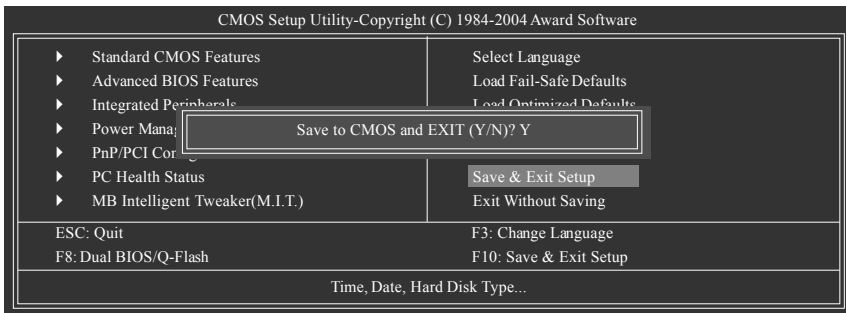 CMOS Setup Utility-Copyright (C) 1984-2004 Award Software
Standard CMOS Features
Advanced BIOS Features
Integrated Peripherals
Power
PnP/PCI
PC Health Status
MB Intelligent Tweaker(M.I.T.)
Select Language
Load Fail-Safe Defaults
Load Optimized Defaults
Save & Exit Setup
Exit Without Saving
Save to CMOS and EXIT (Y/N)? Y
ESC: Quit
F3: Change Language
F8: Dual BIOS/Q-Flash
F10: Save & Exit Setup
Time, Date, Hard Disk Type...